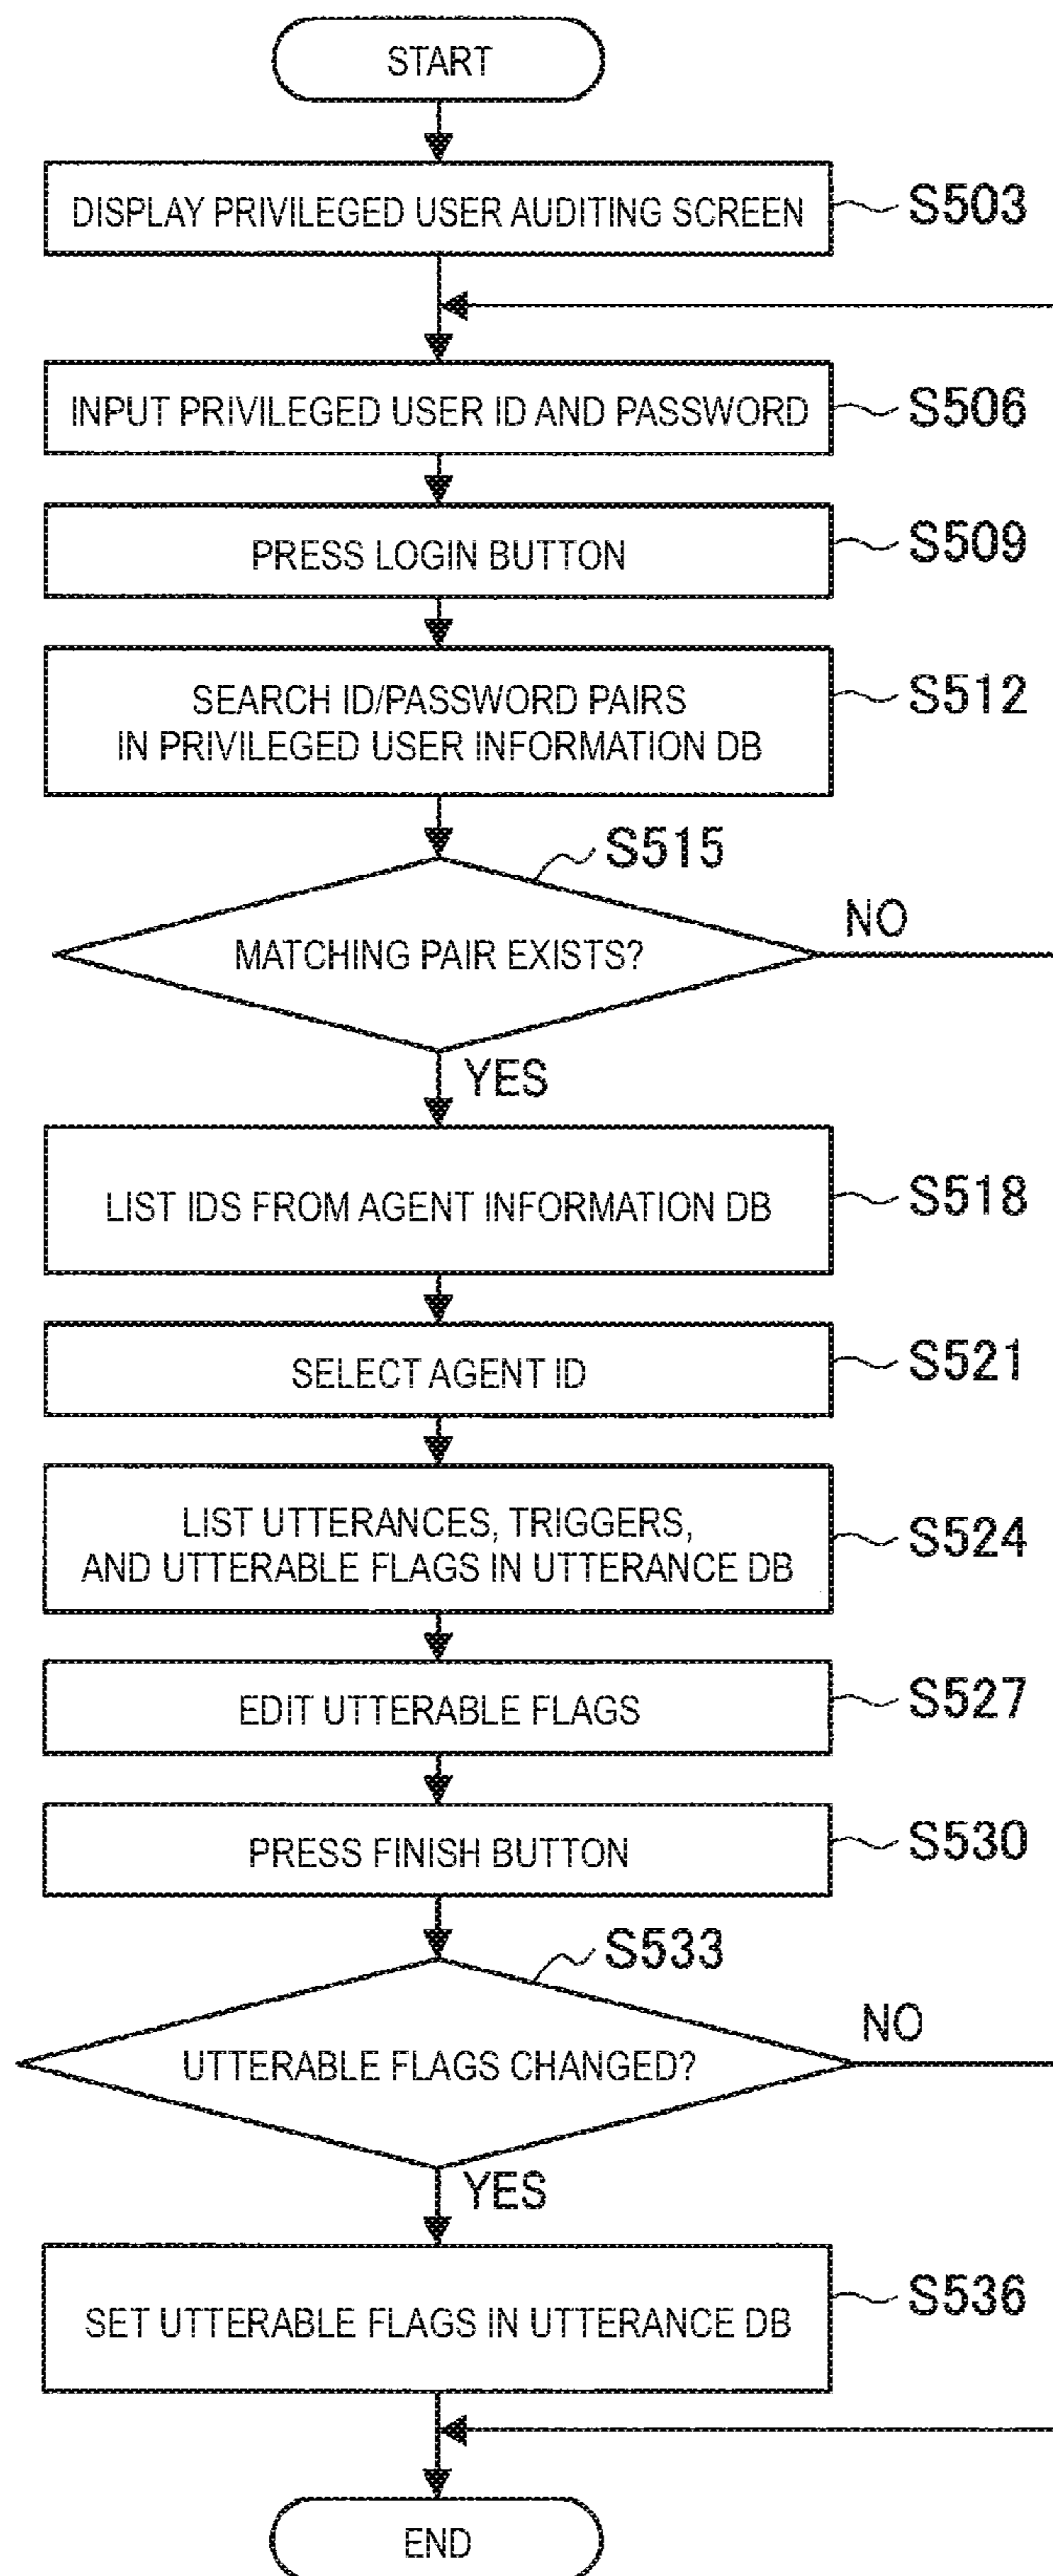 START
DISPLAY PRIVILEGED USER AUDITING SCREEN
S503
INPUT PRIVILEGED USER ID AND PASSWORD
S506
PRESS LOGIN BUTTON
S509
SEARCH ID/PASSWORD PAIRS
IN PRIVILEGED USER INFORMATION DB
S512
S515
MATCHING PAIR EXISTS?
NO
YES
LIST IDS FROM AGENT INFORMATION DB
S518
SELECT AGENT ID
S521
LIST UTTERANCES, TRIGGERS,
AND UTTERABLE FLAGS IN UTTERANCE DB
S524
EDIT UTTERABLE FLAGS
S527
PRESS FINISH BUTTON
S530
S533
UTTERABLE FLAGS CHANGED?
NO
YES
SET UTTERABLE FLAGS IN UTTERANCE DB
S536
END